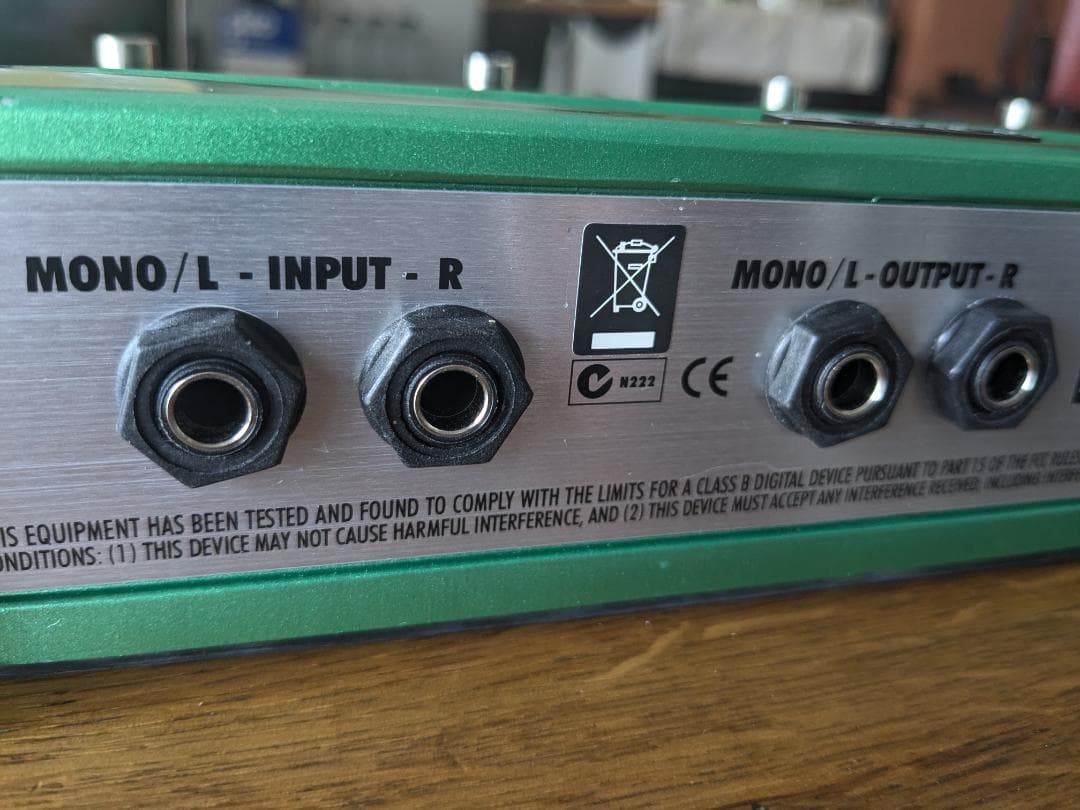 MONO/L - INPUT - R
MONO/L - OUTPUT - R
N222
CE
IS EQUIPMENT HAS BEEN TESTED AND FOUND TO COMPLY WITH THE LIMITS FOR A CLASS B DIGITAL DEVICE PURSUANT TO PART 15 OF THE FCC RULES
ONDITIONS: (1) THIS DEVICE MAY NOT CAUSE HARMFUL INTERFERENCE, AND (2) THIS DEVICE MUST ACCEPT ANY INTERFERENCE RECEIVED, INCLUDING INTERF